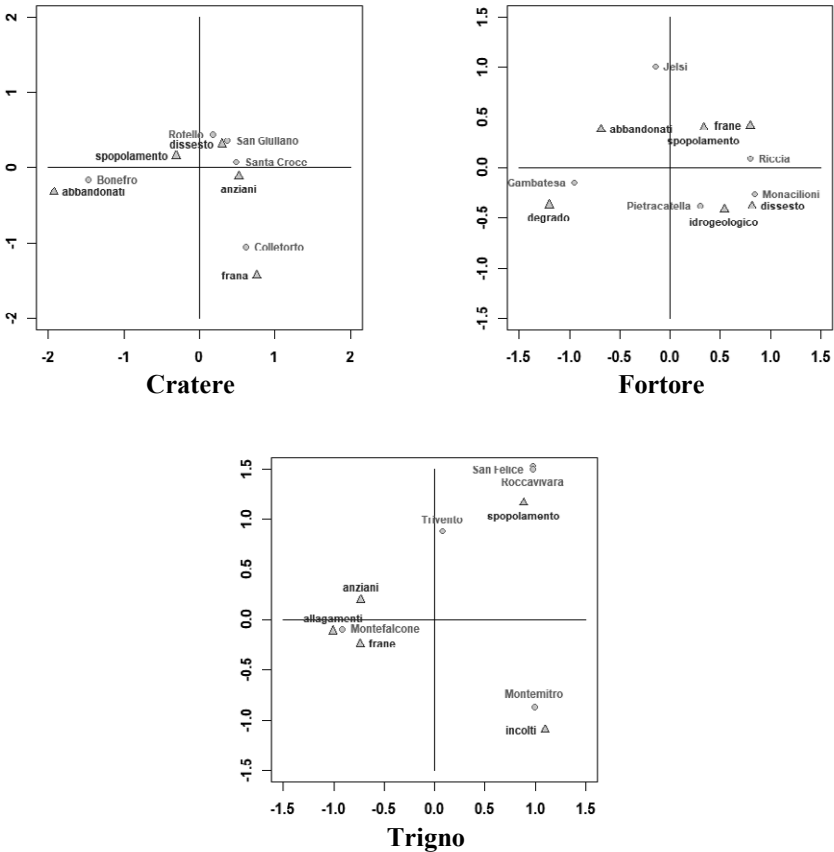 2
1
0
-1
-2
Rotello
San Giuliano
dissesto
spopolamento
Santa Croce
Bonefro
anziani
abbandonati
Colletorto
frana
-2 -1 0 1 2
Cratere
1.5
1.0
0.5
0.0
-0.5
-1.0
-1.5
Jelsi
abbandonati
frane
spopolamento
Riccia
Gambatesa
Monacilioni
Pietracatella
dissesto
degrado
idrogeologico
-1.5 -1.0 -0.5 0.0 0.5 1.0 1.5
Fortore
1.5
1.0
0.5
0.0
-0.5
-1.0
-1.5
San Felice
Roccavivara
Trivento
spopolamento
anziani
allagamenti
Montefalcone
frane
Montemitro
incolti
-1.5 -1.0 -0.5 0.0 0.5 1.0 1.5
Trigno